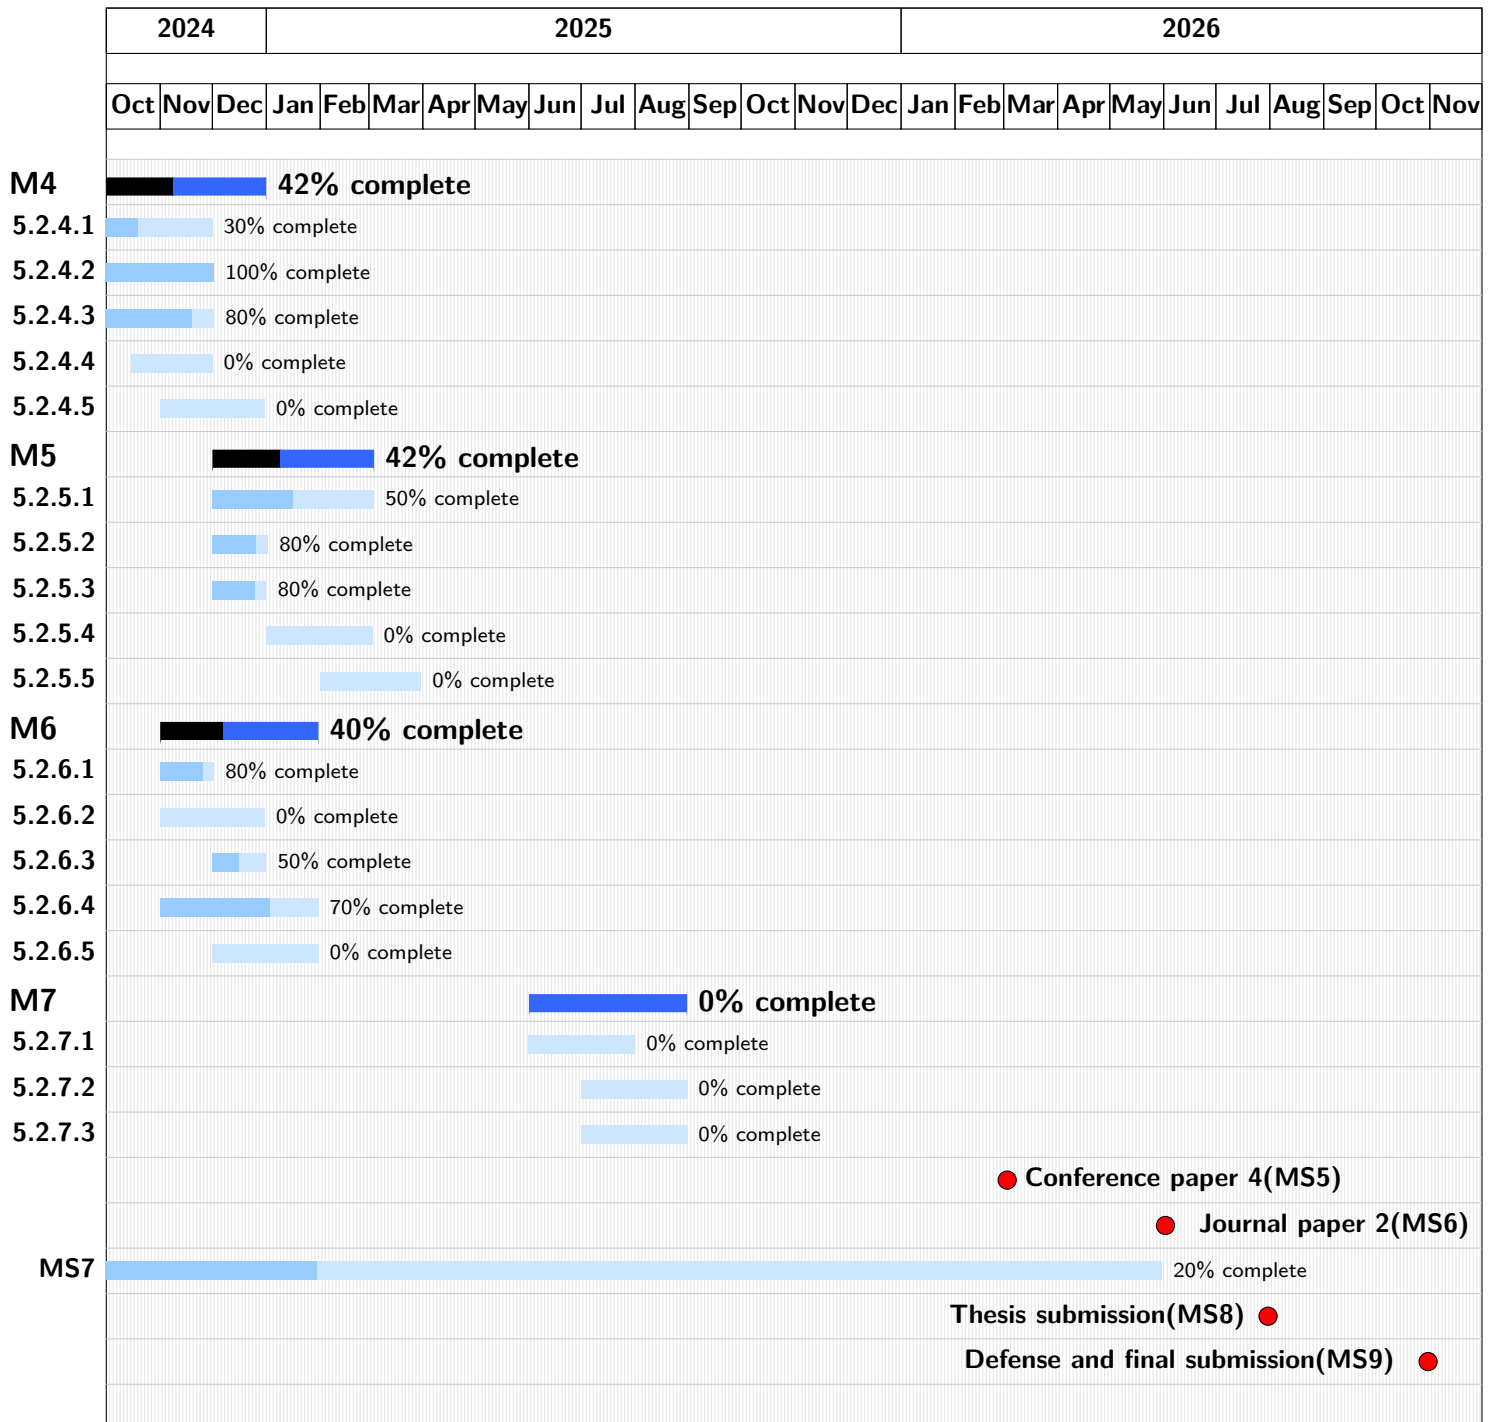 2024 2025 2026
Oct Nov Dec Jan Feb Mar Apr May Jun Jul Aug Sep Oct Nov Dec Jan Feb Mar Apr May Jun Jul Aug Sep Oct Nov
M4 42% complete
5.2.4.1 30% complete
5.2.4.2 100% complete
5.2.4.3 80% complete
5.2.4.4 0% complete
5.2.4.5 0% complete
M5 42% complete
5.2.5.1 50% complete
5.2.5.2 80% complete
5.2.5.3 80% complete
5.2.5.4 0% complete
5.2.5.5 0% complete
M6 40% complete
5.2.6.1 80% complete
5.2.6.2 0% complete
5.2.6.3 50% complete
5.2.6.4 70% complete
5.2.6.5 0% complete
M7 0% complete
5.2.7.1 0% complete
5.2.7.2 0% complete
5.2.7.3 0% complete
Conference paper 4(MS5)
Journal paper 2(MS6)
MS7 20% complete
Thesis submission(MS8)
Defense and final submission(MS9)